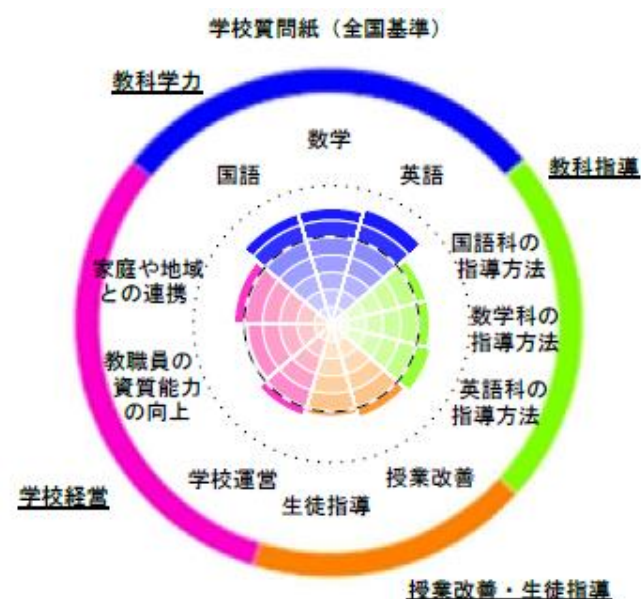 学校質問紙（全国基準）
教科学力
数学
国語
英語
教科指導
国語科の
指導方法
家庭や地域
との連携
数学科の
指導方法
教職員の
資質能力
の向上
英語科の
指導方法
学校運営
授業改善
生徒指導
学校経営
授業改善・生徒指導